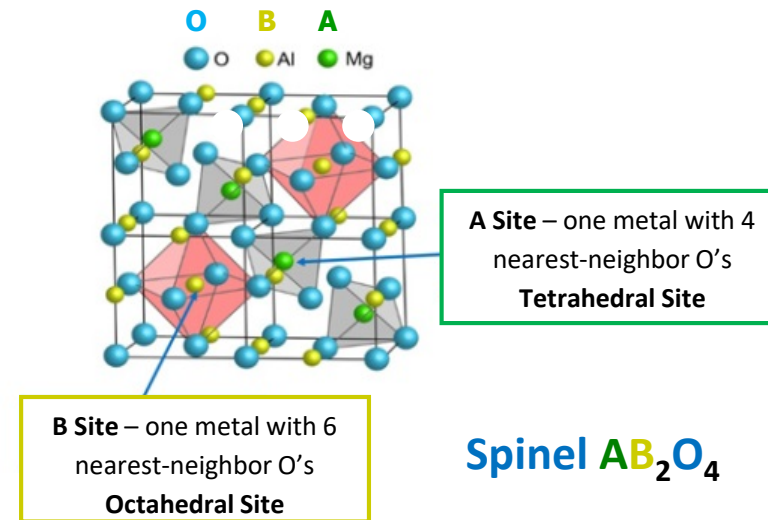 O B A
O Al Mg
A Site – one metal with 4
nearest-neighbor O’s
Tetrahedral Site
B Site – one metal with 6
nearest-neighbor O’s
Octahedral Site
Spinel AB₂O₄